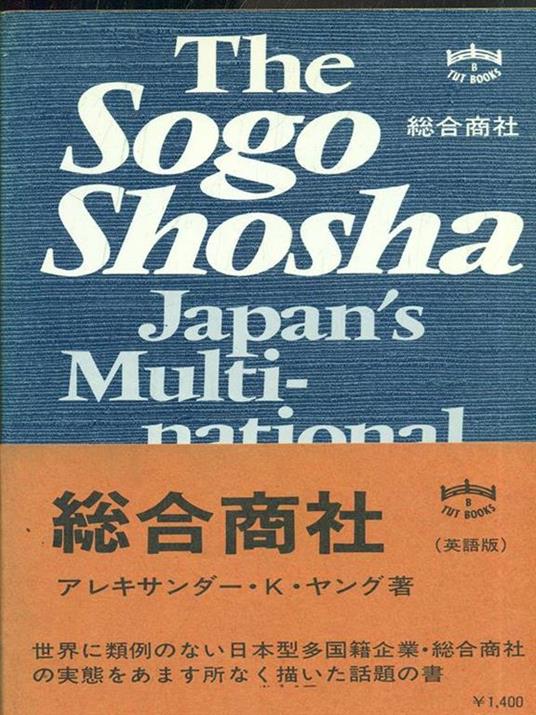 The
Sogo
Shosha
B
TUT BOOKS
総合商社
Japan's
Multi-
national
総合商社
B
TUT BOOKS
(英語版)
アレキサンダー・K・ヤング著
世界に類例のない日本型多国籍企業・総合商社
の実態をあます所なく描いた話題の書
¥1,400